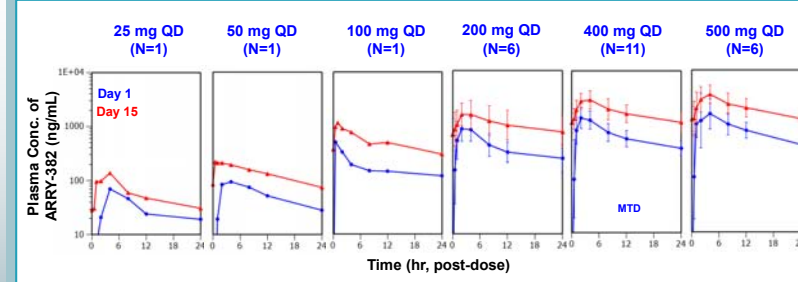 25 mg QD
(N=1)
50 mg QD
(N=1)
100 mg QD
(N=1)
200 mg QD
(N=6)
400 mg QD
(N=11)
500 mg QD
(N=6)
Plasma Conc. of
ARRY-382 (ng/mL)
1E+04
1000
100
10
Day 1
Day 15
MTD
0 6 12 18 24
0 6 12 18 24
0 6 12 18 24
0 6 12 18 24
0 6 12 18 24
0 6 12 18
Time (hr, post-dose)